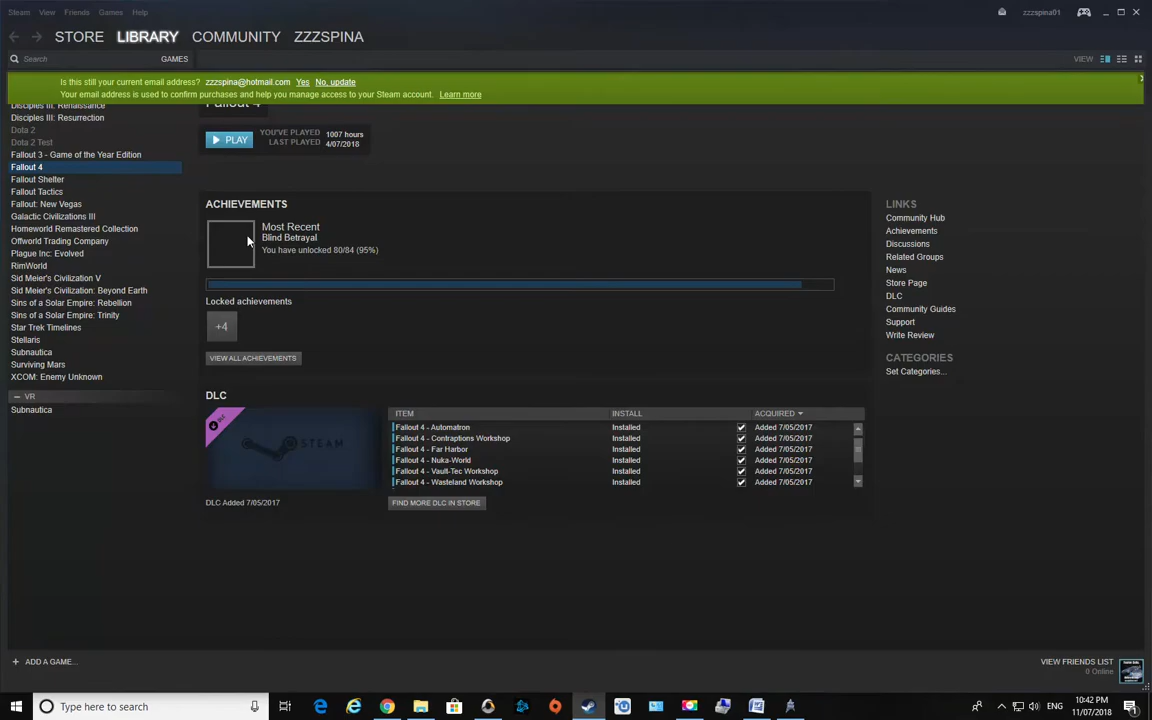 Steam View Friends Games Help
zzzspina01
STORE LIBRARY COMMUNITY ZZZSPINA
Search GAMES VIEW
Is this still your current email address? zzzspina@hotmail.com Yes No, update
Your email address is used to confirm purchases and help you manage access to your Steam account. Learn more
Disciples III: Renaissance
Disciples III: Resurrection
Dota 2
Dota 2 Test
Fallout 3 - Game of the Year Edition
Fallout 4
Fallout Shelter
Fallout Tactics
Fallout: New Vegas
Galactic Civilizations III
Homeworld Remastered Collection
Offworld Trading Company
Plague Inc: Evolved
RimWorld
Sid Meier's Civilization V
Sid Meier's Civilization: Beyond Earth
Sins of a Solar Empire: Rebellion
Sins of a Solar Empire: Trinity
Star Trek Timelines
Stellaris
Subnautica
Surviving Mars
XCOM: Enemy Unknown
VR
Subnautica
Fallout 4
PLAY
YOU'VE PLAYED 1007 hours
LAST PLAYED 4/07/2018
ACHIEVEMENTS
Most Recent
Blind Betrayal
You have unlocked 80/84 (95%)
Locked achievements
+4
VIEW ALL ACHIEVEMENTS
DLC
DLC
STEAM
DLC Added 7/05/2017
ITEM INSTALL ACQUIRED
Fallout 4 - Automatron Installed Added 7/05/2017
Fallout 4 - Contraptions Workshop Installed Added 7/05/2017
Fallout 4 - Far Harbor Installed Added 7/05/2017
Fallout 4 - Nuka-World Installed Added 7/05/2017
Fallout 4 - Vault-Tec Workshop Installed Added 7/05/2017
Fallout 4 - Wasteland Workshop Installed Added 7/05/2017
FIND MORE DLC IN STORE
LINKS
Community Hub
Achievements
Discussions
Related Groups
News
Store Page
DLC
Community Guides
Support
Write Review
CATEGORIES
Set Categories...
ADD A GAME...
VIEW FRIENDS LIST
0 Online
Type here to search
ENG
10:42 PM
11/07/2018
1